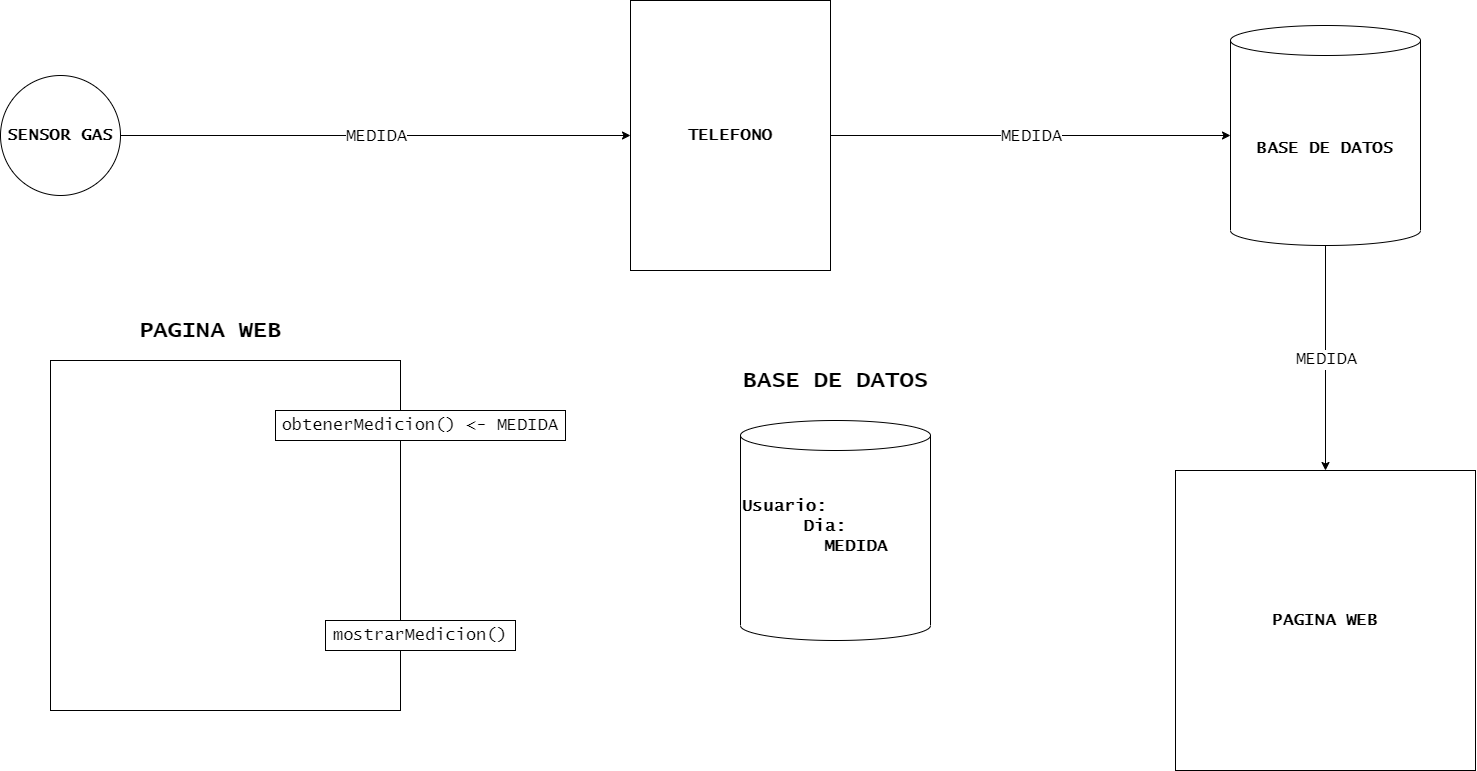 SENSOR GAS
MEDIDA
TELEFONO
MEDIDA
BASE DE DATOS
MEDIDA
PAGINA WEB
PAGINA WEB
obtenerMedicion() <- MEDIDA
mostrarMedicion()
BASE DE DATOS
Usuario:
Dia:
MEDIDA